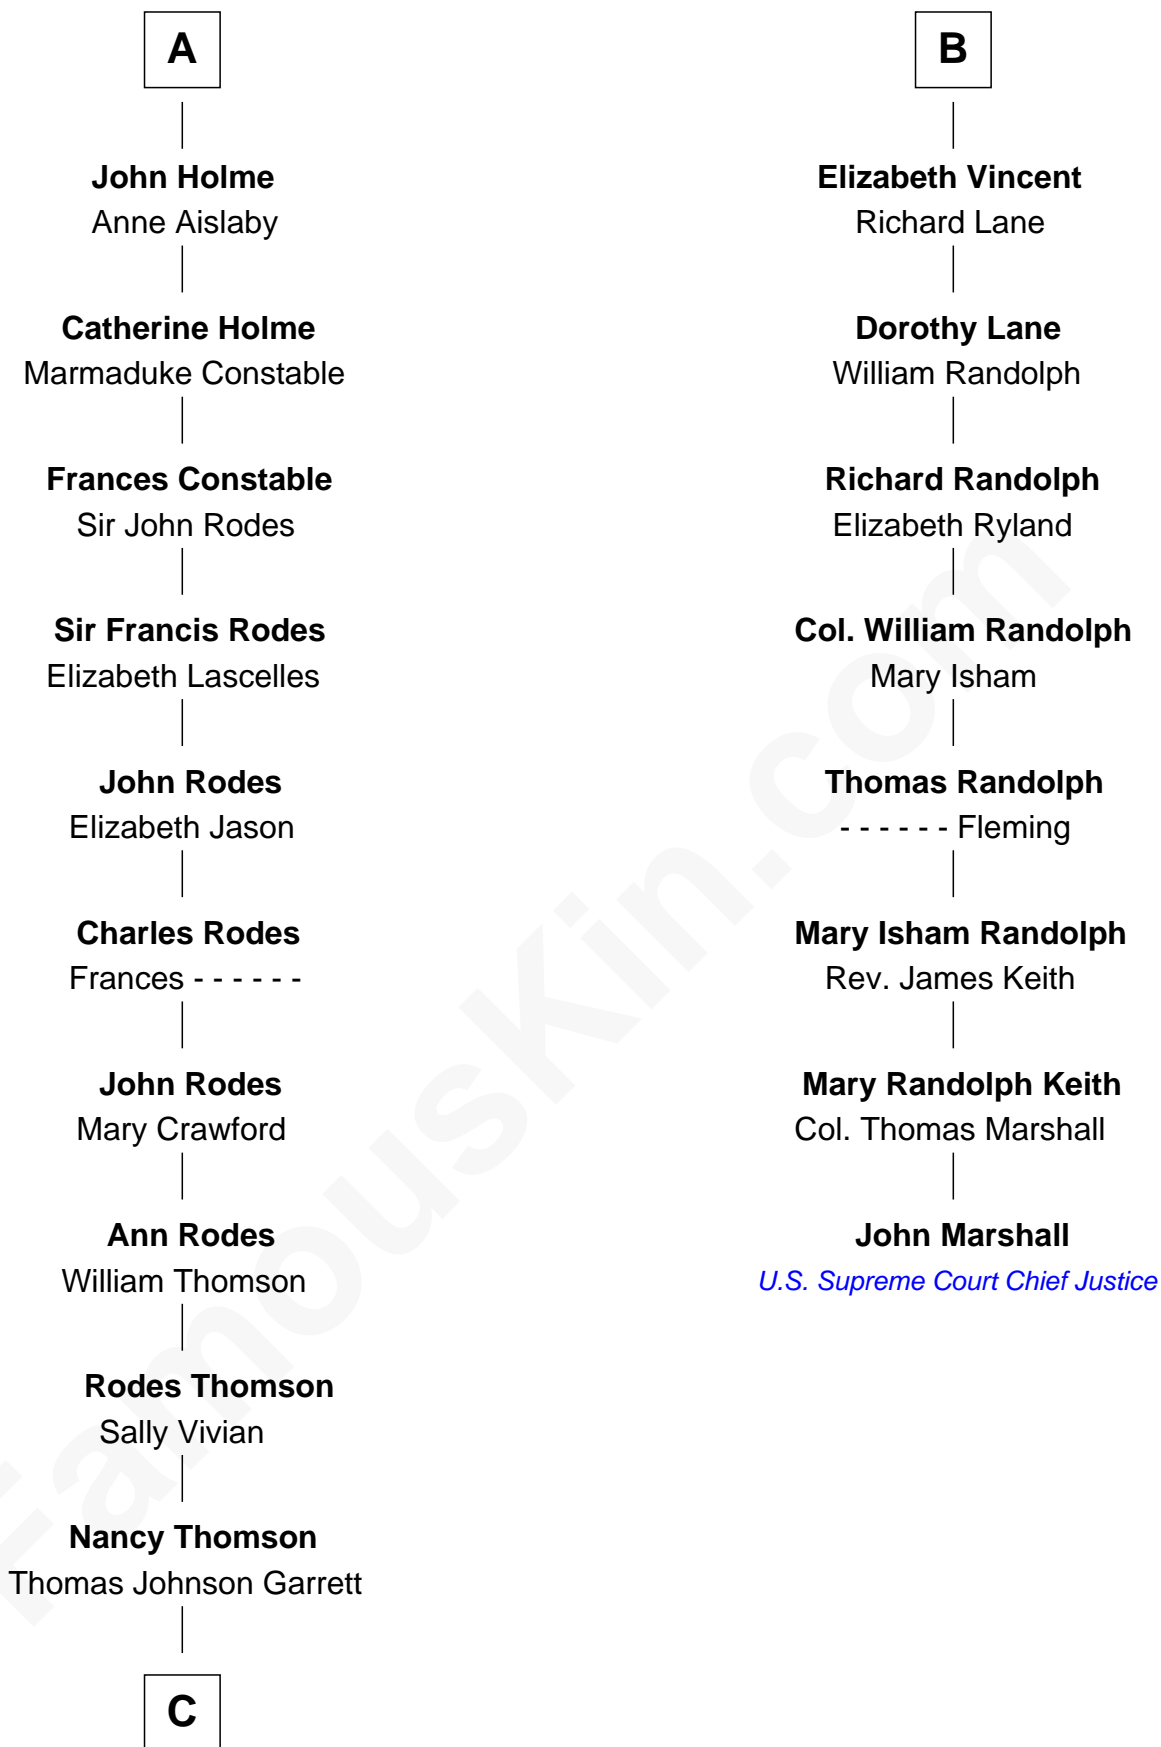 A
John Holme
Anne Aislaby
Catherine Holme
Marmaduke Constable
Frances Constable
Sir John Rodes
Sir Francis Rodes
Elizabeth Lascelles
John Rodes
Elizabeth Jason
Charles Rodes
Frances - - - - - -
John Rodes
Mary Crawford
Ann Rodes
William Thomson
Rodes Thomson
Sally Vivian
Nancy Thomson
Thomas Johnson Garrett
C
B
Elizabeth Vincent
Richard Lane
Dorothy Lane
William Randolph
Richard Randolph
Elizabeth Ryland
Col. William Randolph
Mary Isham
Thomas Randolph
- - - - - - Fleming
Mary Isham Randolph
Rev. James Keith
Mary Randolph Keith
Col. Thomas Marshall
John Marshall
U.S. Supreme Court Chief Justice
FamousKin.com